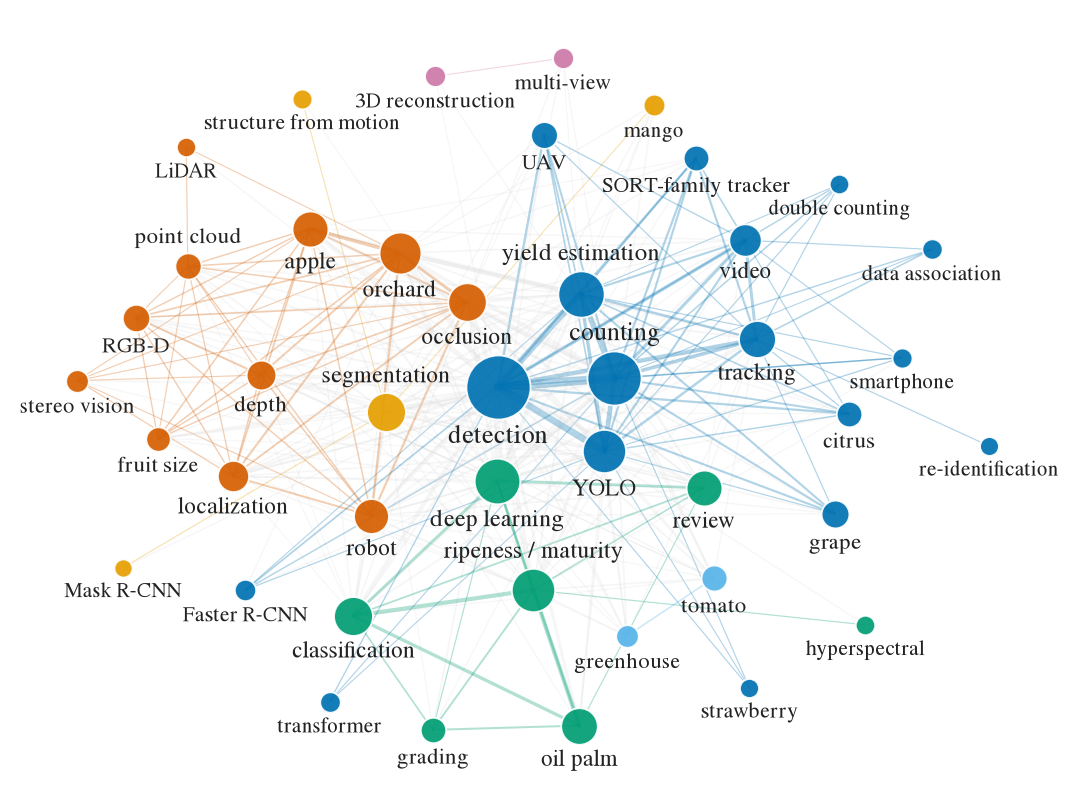 multi-view
3D reconstruction
structure from motion
mango
UAV
LiDAR
SORT-family tracker
double counting
point cloud
apple
yield estimation
video
data association
orchard
occlusion
counting
RGB-D
segmentation
tracking
smartphone
stereo vision
depth
detection
citrus
fruit size
re-identification
YOLO
localization
deep learning
review
robot
ripeness / maturity
grape
Mask R-CNN
Faster R-CNN
tomato
classification
greenhouse
hyperspectral
strawberry
transformer
grading
oil palm